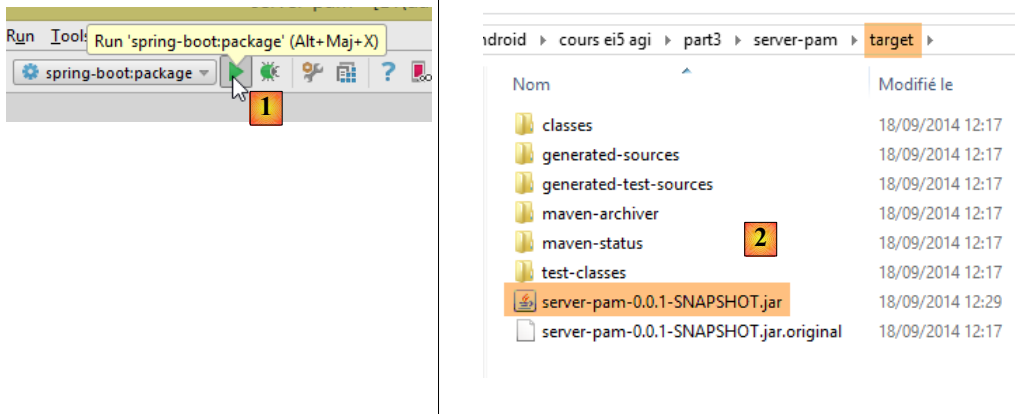 Run Tools
Run 'spring-boot:package' (Alt+Maj+X)
spring-boot:package
1
cours ei5 agi part3 server-pam target
Nom Modifié le
classes 18/09/2014 12:17
generated-sources 18/09/2014 12:17
generated-test-sources 18/09/2014 12:17
maven-archiver 18/09/2014 12:17
maven-status 18/09/2014 12:17
2
test-classes 18/09/2014 12:17
server-pam-0.0.1-SNAPSHOT.jar 18/09/2014 12:29
server-pam-0.0.1-SNAPSHOT.jar.original 18/09/2014 12:17